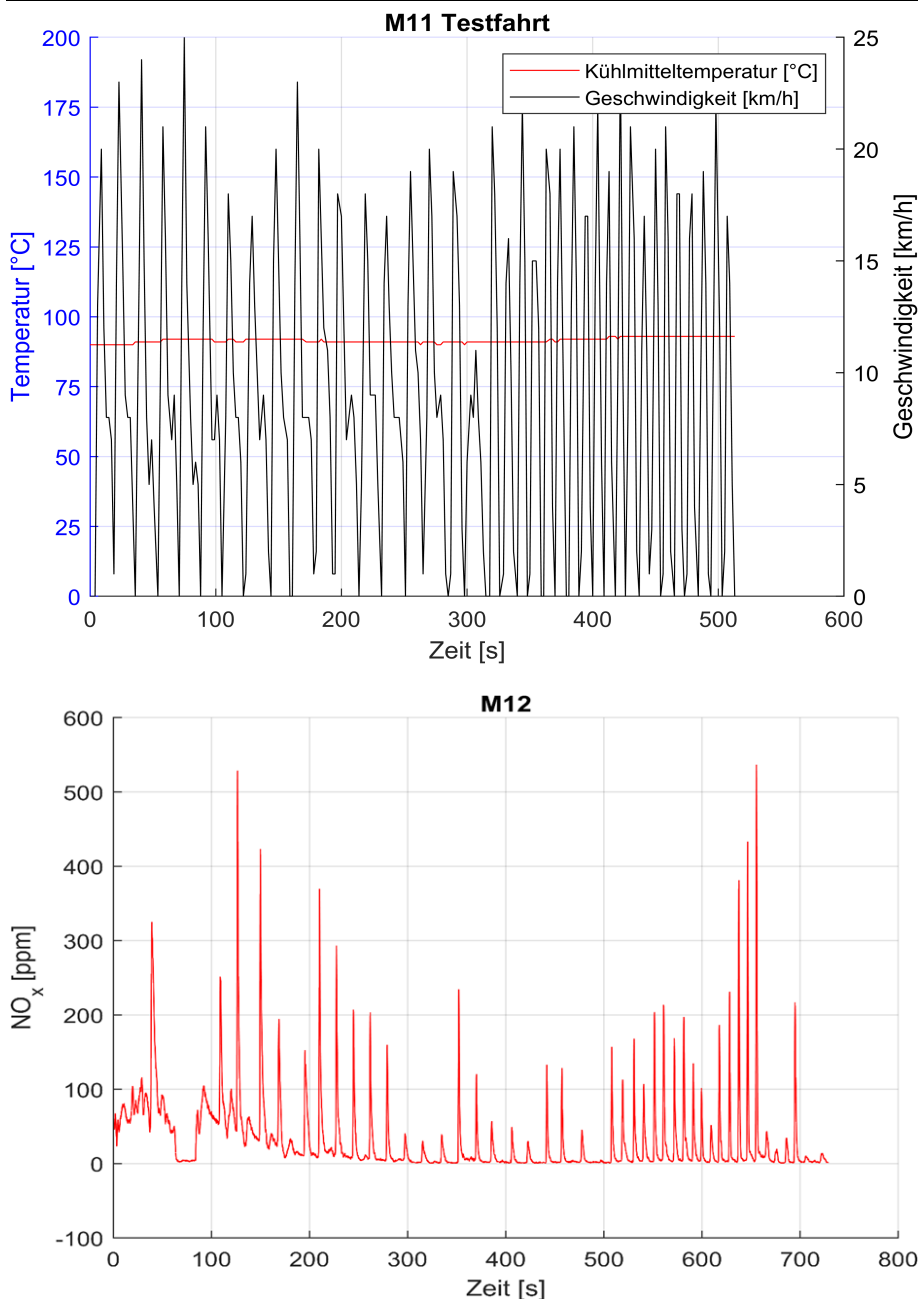 M11 Testfahrt
200
175
150
125
100
75
50
25
0
Temperatur [°C]
25
20
15
10
5
0
Geschwindigkeit [km/h]
Kühlmitteltemperatur [°C]
Geschwindigkeit [km/h]
0 100 200 300 400 500 600
Zeit [s]
M12
600
500
400
300
200
100
0
-100
NOx [ppm]
0 100 200 300 400 500 600 700 800
Zeit [s]